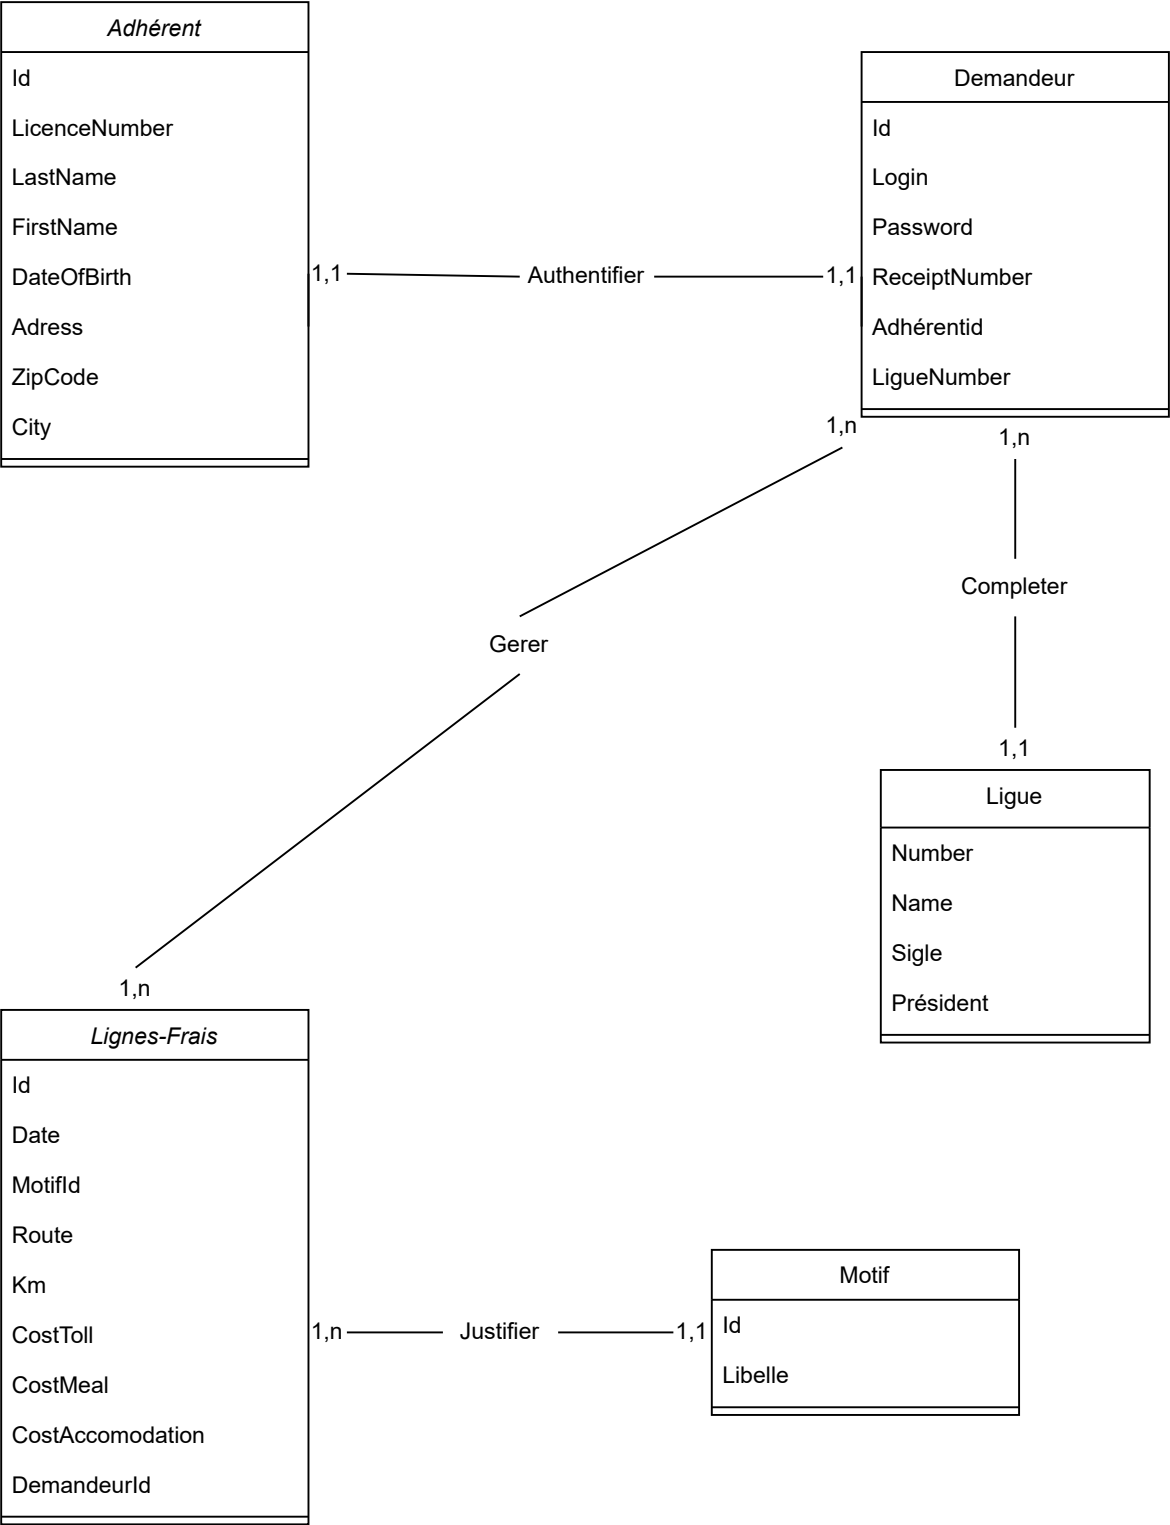 Adhérent
Id
LicenceNumber
LastName
FirstName
DateOfBirth
Adress
ZipCode
City
1,1
Authentifier
1,1
Demandeur
Id
Login
Password
ReceiptNumber
Adhérentid
LigueNumber
1,n
1,n
Completer
Gerer
1,1
Ligue
Number
Name
Sigle
Président
1,n
Lignes-Frais
Id
Date
MotifId
Route
Km
CostToll
CostMeal
CostAccomodation
DemandeurId
1,n
Justifier
1,1
Motif
Id
Libelle